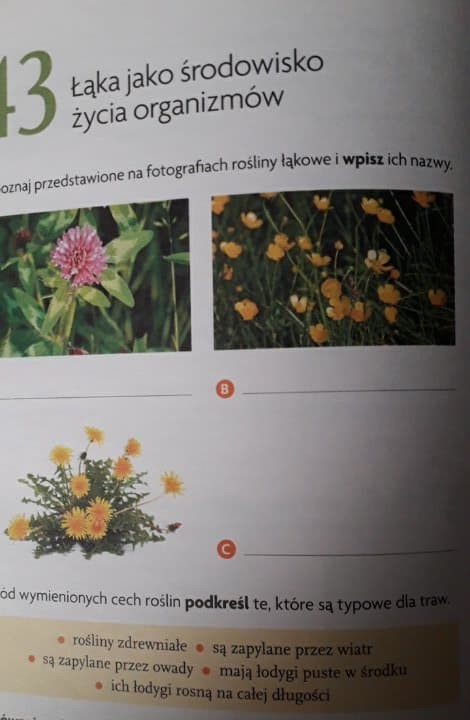 43
Łąka jako środowisko
życia organizmów
oznaj przedstawione na fotografiach rośliny łąkowe i wpisz ich nazwy.
B
C
ód wymienionych cech roślin podkreśl te, które są typowe dla traw.
• rośliny zdrewniałe • są zapylane przez wiatr
• są zapylane przez owady • mają łodygi puste w środku
• ich łodygi rosną na całej długości